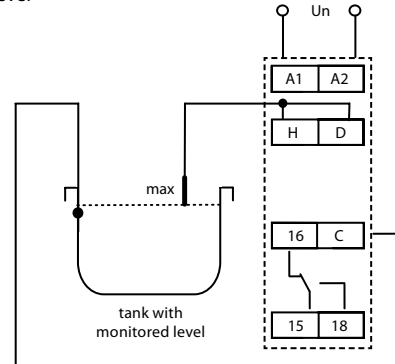 Un
A1 A2
H D
max
16 C
tank with
monitored level
15 18